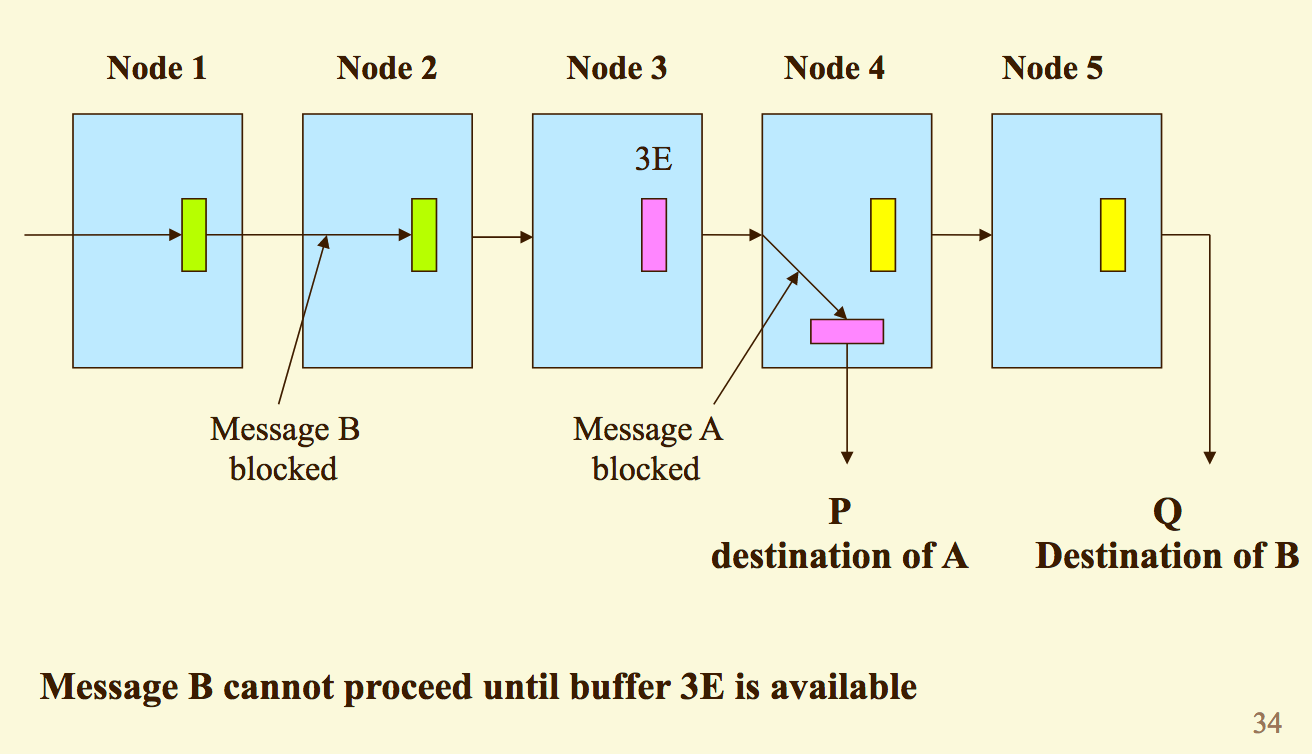 Node 1
Node 2
Node 3
Node 4
Node 5
3E
Message B
blocked
Message A
blocked
P
destination of A
Q
Destination of B
Message B cannot proceed until buffer 3E is available
34